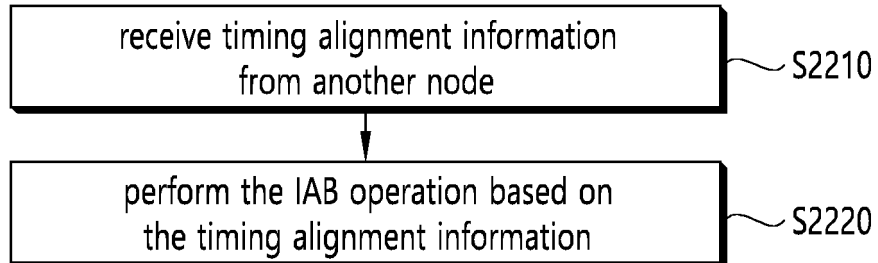 receive timing alignment information
from another node
S2210
perform the IAB operation based on
the timing alignment information
S2220